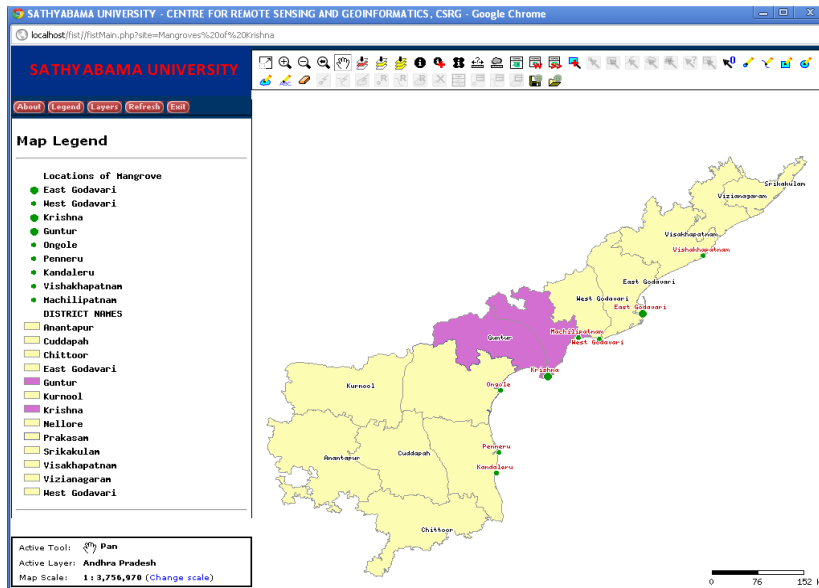 SATHYABAMA UNIVERSITY - CENTRE FOR REMOTE SENSING AND GEOINFORMATICS, CSRG - Google Chrome
localhost/fist//fistMain.php?site=Mangroves%20of%20Krishna
SATHYABAMA UNIVERSITY
About Legend Layers Refresh Exit
Map Legend
Locations of Mangrove
East Godavari
West Godavari
Krishna
Guntur
Ongole
Penneru
Kandaleru
Vishakhapatnam
Machilipatnam
DISTRICT NAMES
Anantapur
Cuddapah
Chittoor
East Godavari
Guntur
Kurnool
Krishna
Nellore
Prakasam
Srikakulam
Visakhapatnam
Vizianagaram
West Godavari
Active Tool: Pan
Active Layer: Andhra Pradesh
Map Scale: 1 : 3,756,970 (Change scale)
Srikakulam
Vizianagaram
Visakhapatnam
Vishakhapatnam
East Godavari
West Godavari
East Godavari
Machilipatnam
Guntur
West Godavari
Krishna
Kurnool
Ongole
Penneru
Cuddapah
Anantapur
Kandaleru
Chittoor
0 76 152